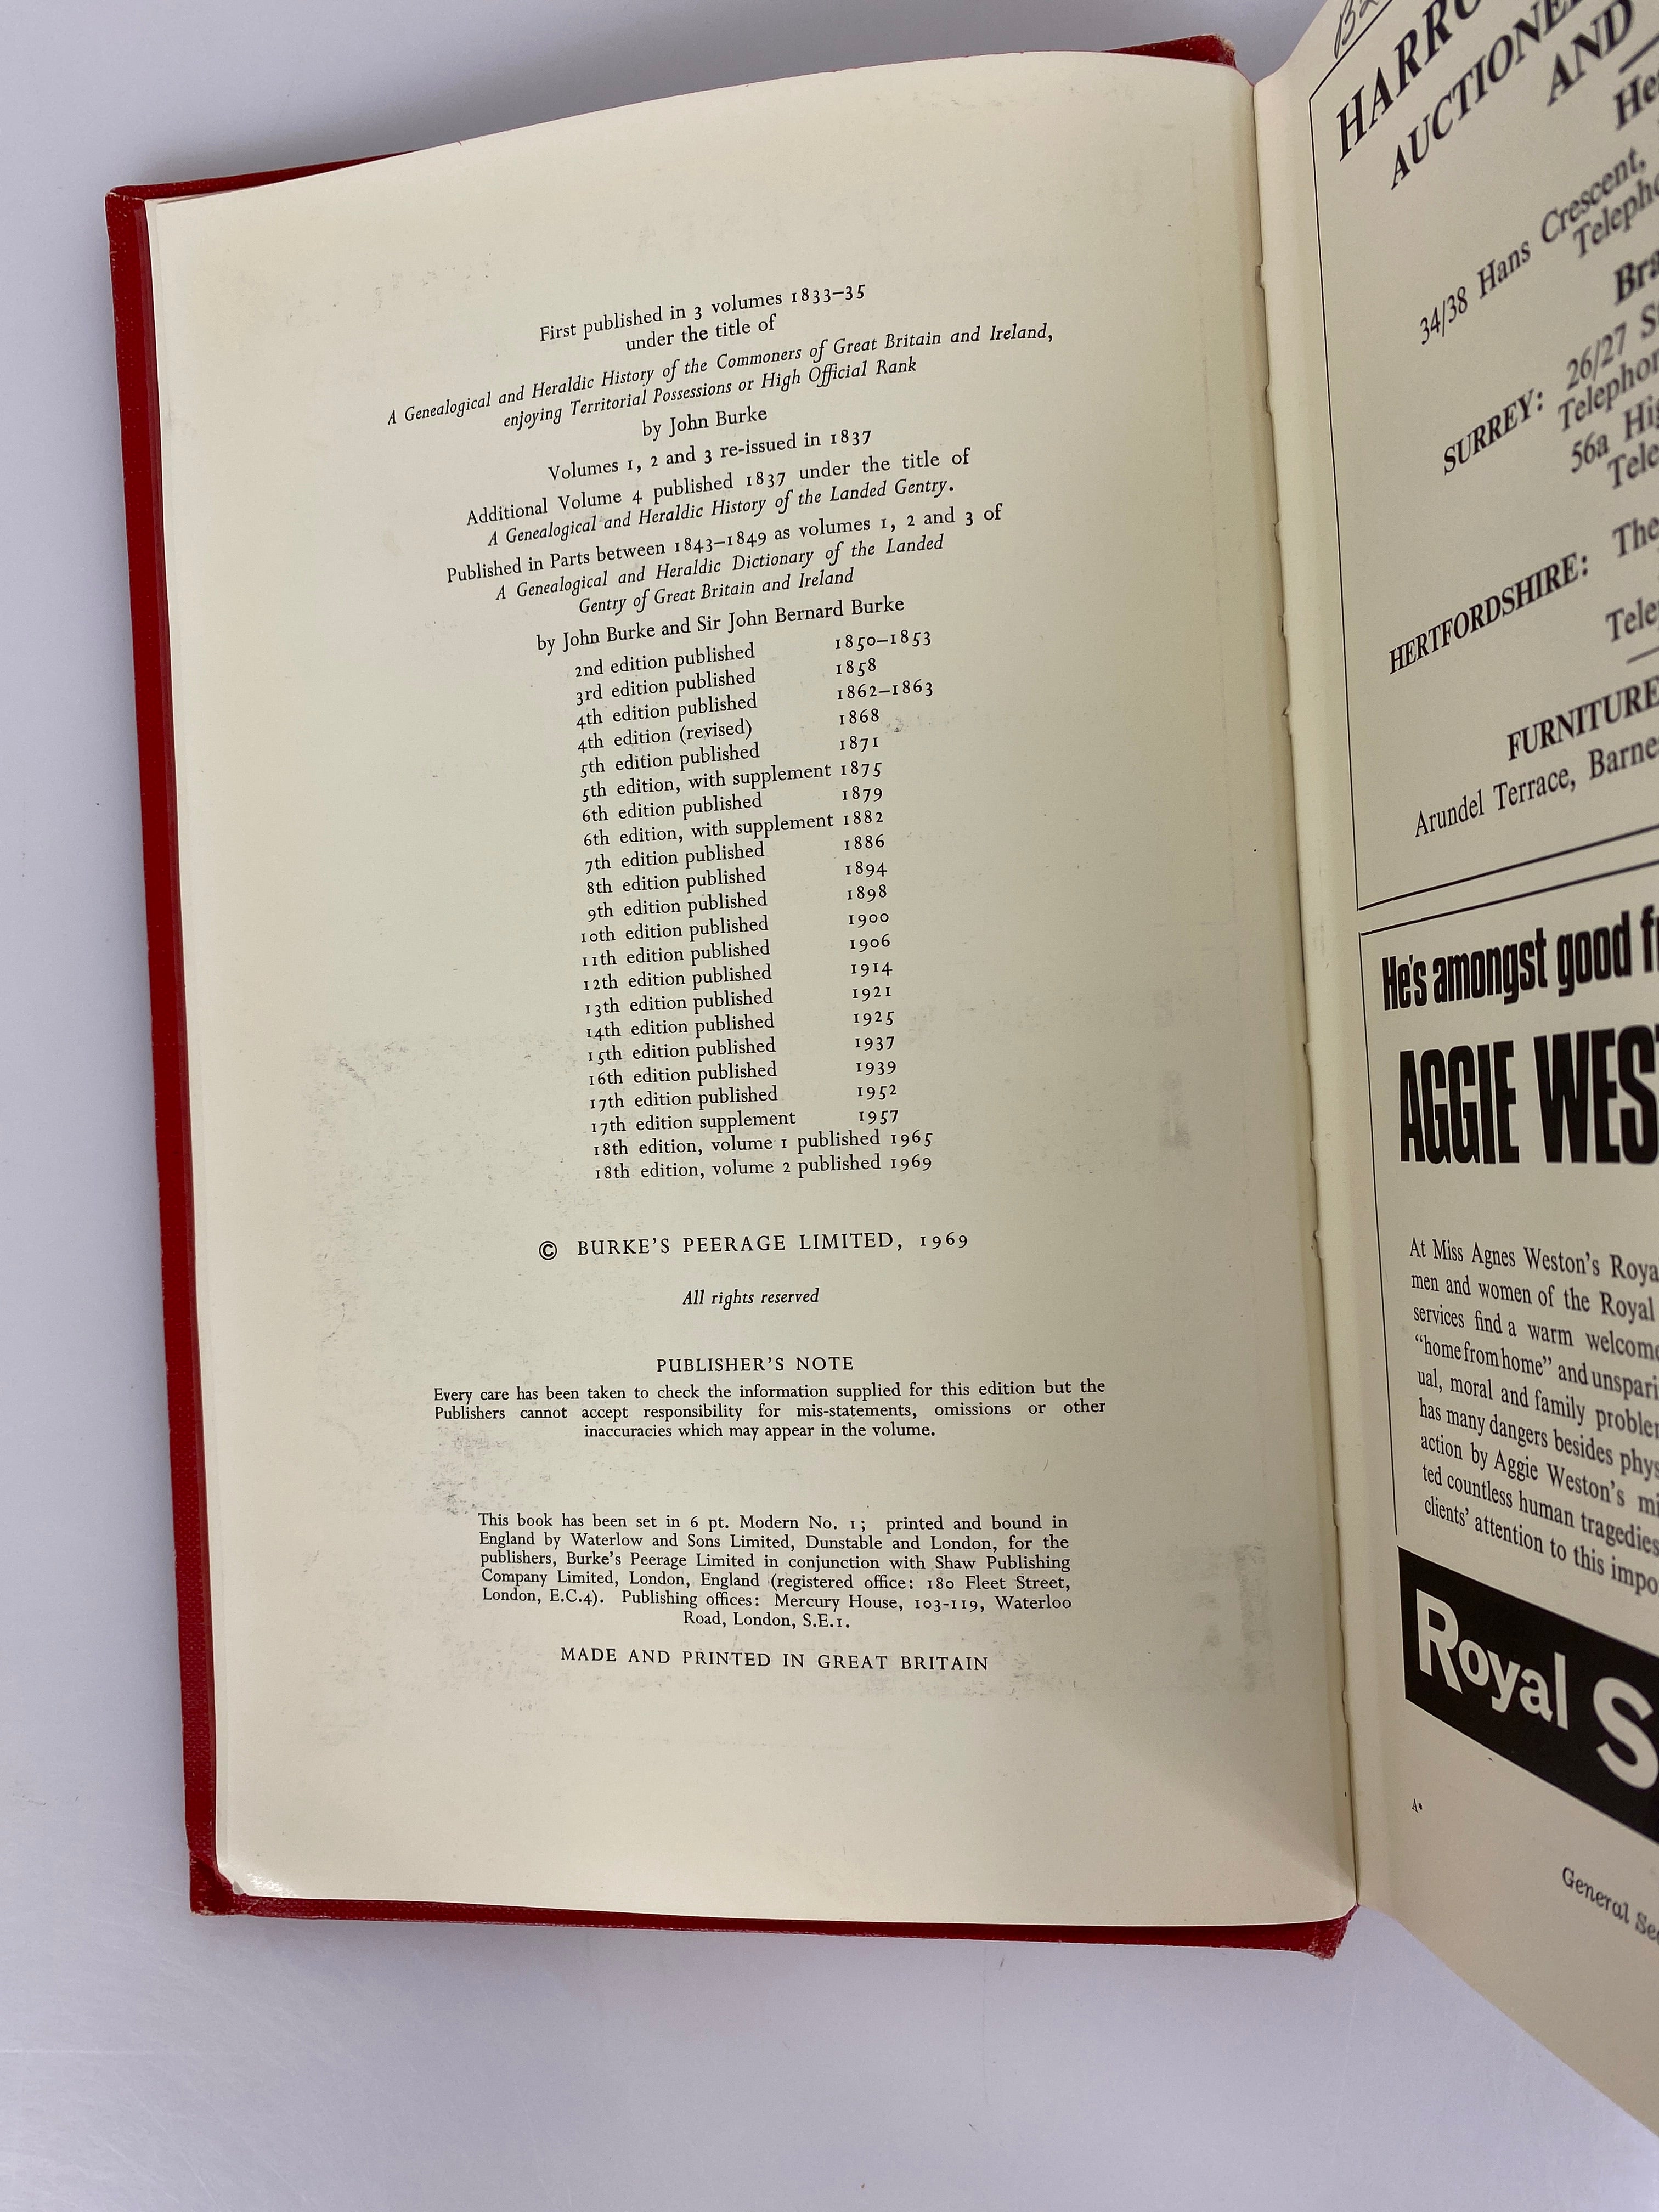 First published in 3 volumes 1833–35
under the title of
A Genealogical and Heraldic History of the Commoners of Great Britain and Ireland,
enjoying Territorial Possessions or High Official Rank
by John Burke
Volumes 1, 2 and 3 re-issued in 1837
Additional Volume 4 published 1837 under the title of
A Genealogical and Heraldic History of the Landed Gentry.
Published in Parts between 1843–1849 as volumes 1, 2 and 3 of
A Genealogical and Heraldic Dictionary of the Landed
Gentry of Great Britain and Ireland
by John Burke and Sir John Bernard Burke
2nd edition published 1850–1853
3rd edition published 1858
4th edition published 1862–1863
4th edition (revised) 1868
5th edition published 1871
5th edition, with supplement 1875
6th edition published 1879
6th edition, with supplement 1882
7th edition published 1886
8th edition published 1894
9th edition published 1898
10th edition published 1900
11th edition published 1906
12th edition published 1914
13th edition published 1921
14th edition published 1925
15th edition published 1937
16th edition published 1939
17th edition published 1952
17th edition supplement 1957
18th edition, volume 1 published 1965
18th edition, volume 2 published 1969
© BURKE'S PEERAGE LIMITED, 1969
All rights reserved
PUBLISHER'S NOTE
Every care has been taken to check the information supplied for this edition but the
Publishers cannot accept responsibility for mis-statements, omissions or other
inaccuracies which may appear in the volume.
This book has been set in 6 pt. Modern No. 1; printed and bound in
England by Waterlow and Sons Limited, Dunstable and London, for the
publishers, Burke's Peerage Limited in conjunction with Shaw Publishing
Company Limited, London, England (registered office: 180 Fleet Street,
London, E.C.4). Publishing offices: Mercury House, 103-119, Waterloo
Road, London, S.E.1.
MADE AND PRINTED IN GREAT BRITAIN
AND
34/38 Hans Crescent,
SURREY: 26/27
56a
HERTFORDSHIRE: The
FURNITURE
Arundel Terrace,
He's amongst good
AGGIE
At Miss Agnes Weston's
men and women of the Royal
services find a warm
"home from home" and
ual, moral and family
has many dangers besides
action by Aggie Weston's
ted countless human
clients' attention to this
Royal
A*
General